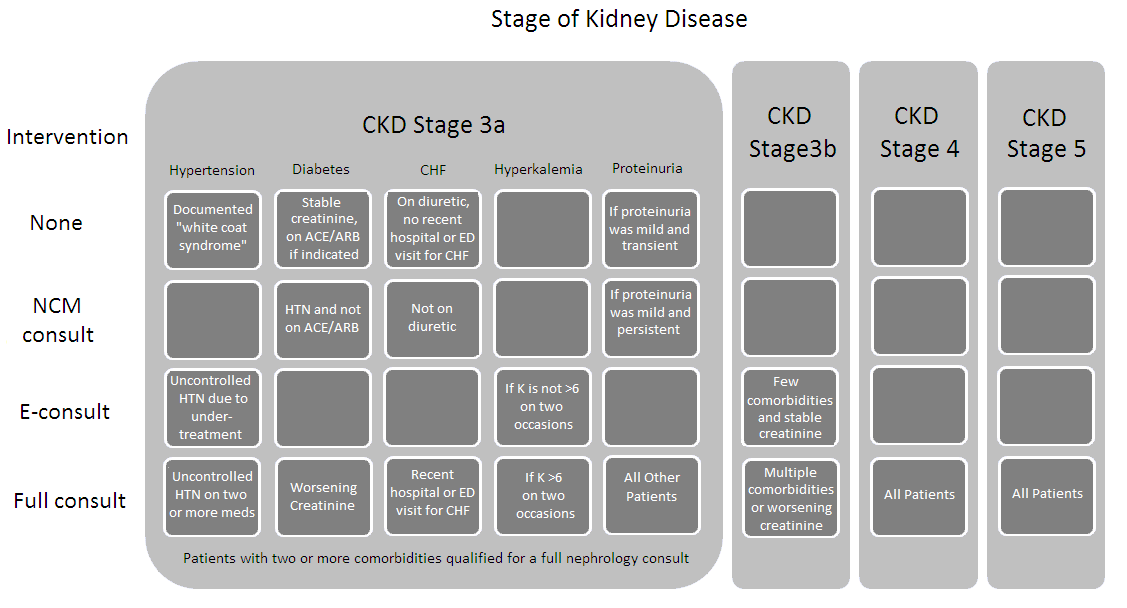 Stage of Kidney Disease
Intervention
CKD Stage 3a
CKD
Stage3b
CKD
Stage 4
CKD
Stage 5
Hypertension
Diabetes
CHF
Hyperkalemia
Proteinuria
None
Documented
"white coat
syndrome"
Stable
creatinine,
on ACE/ARB
if indicated
On diuretic,
no recent
hospital or ED
visit for CHF
If proteinuria
was mild and
transient
NCM
consult
HTN and not
on ACE/ARB
Not on
diuretic
If proteinuria
was mild and
persistent
E-consult
Uncontrolled
HTN due to
under-
treatment
If K is not >6
on two
occasions
Few
comorbidities
and stable
creatinine
Full consult
Uncontrolled
HTN on two
or more meds
Worsening
Creatinine
Recent
hospital or ED
visit for CHF
If K >6
on two
occasions
All Other
Patients
Multiple
comorbidities
or worsening
creatinine
All Patients
All Patients
Patients with two or more comorbidities qualified for a full nephrology consult